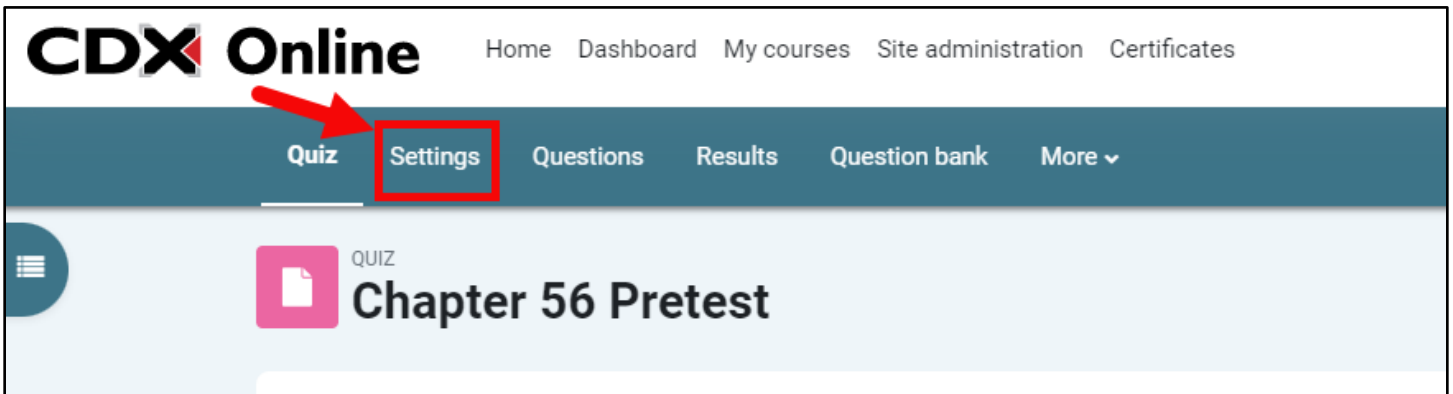 CDX Online Home Dashboard My courses Site administration Certificates
Quiz Settings Questions Results Question bank More
QUIZ
Chapter 56 Pretest